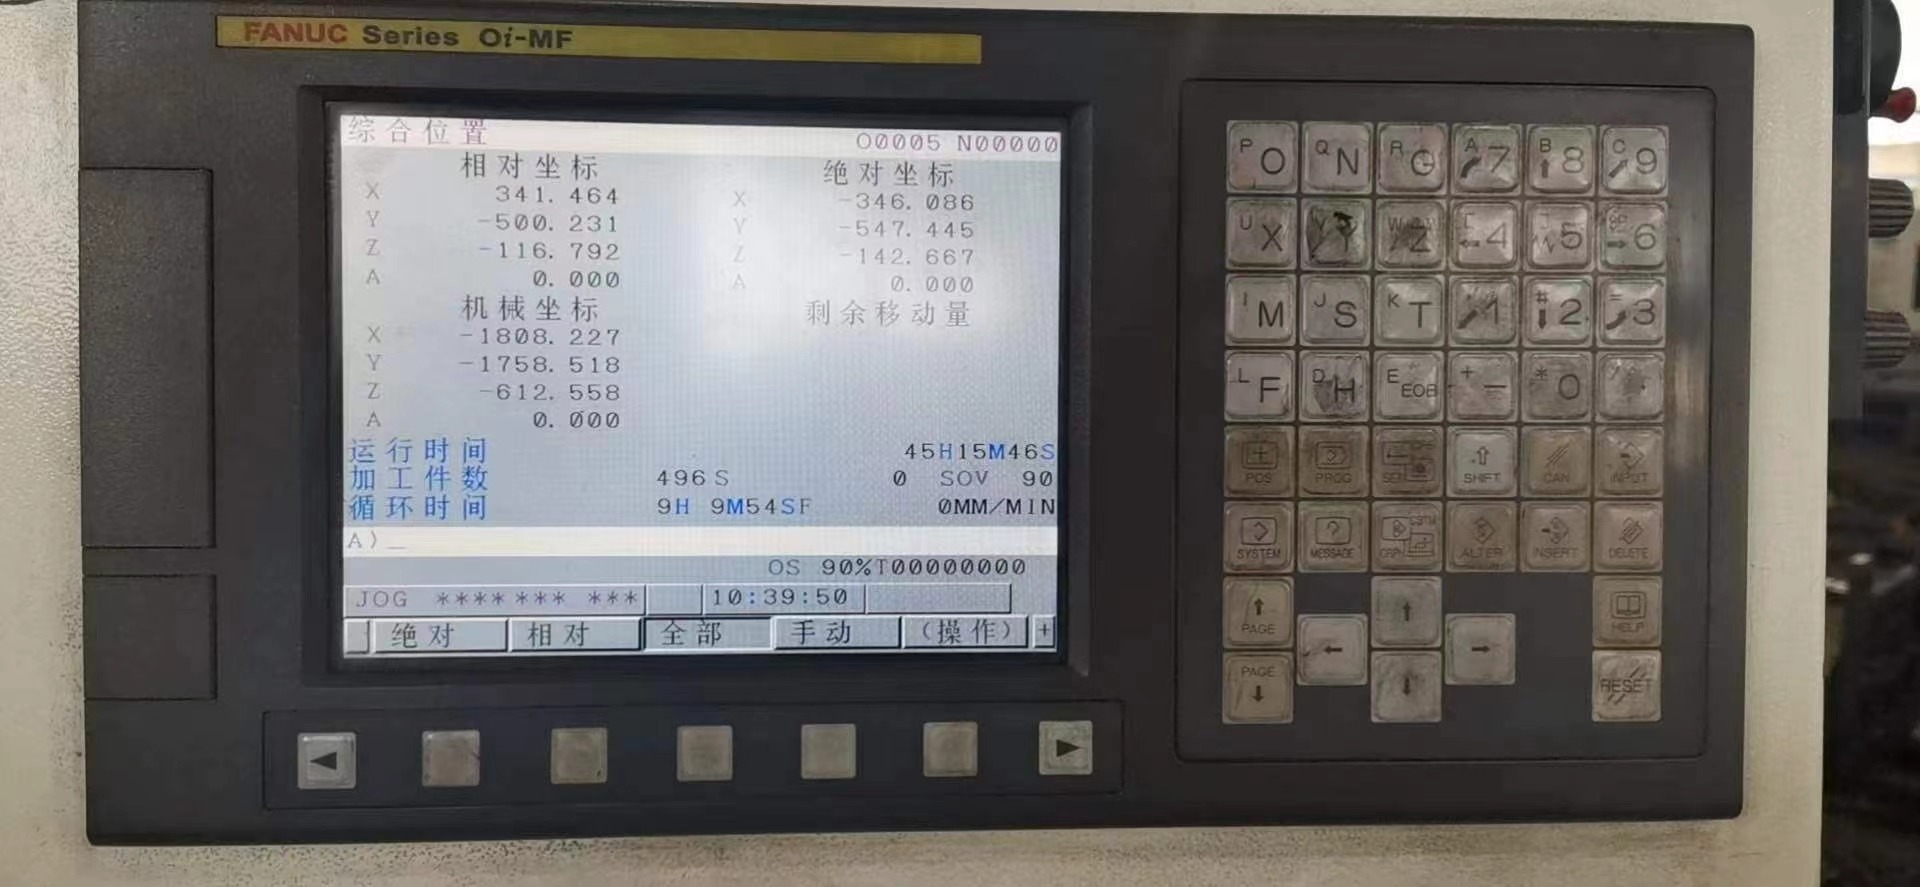 FANUC Series Oi-MF
综合位置 O0005 N00000
相对坐标 绝对坐标
X 341.464 X -346.086
Y -500.231 Y -547.445
Z -116.792 Z -142.667
A 0.000 A 0.000
机械坐标 剩余移动量
X -1808.227
Y -1758.518
Z -612.558
A 0.000
运行时间 45H15M46S
加工件数 496 S 0 SOV 90
循环时间 9H 9M54S F 0MM/MIN
A)_
OS 90% T00000000
JOG **** *** *** 10:39:50
绝对 相对 全部 手动 (操作) +
P O Q N R G A 7 B 8 C 9
U X Y W Z 4 J 5 SP 6
I M J S K T 1 # 2 = 3
L F D H E EOB + - * 0 /
POS PROG SHIFT CAN INPUT
SYSTEM MESSAGE CSTM GRPH ALTER INSERT DELETE
PAGE HELP
PAGE RESET